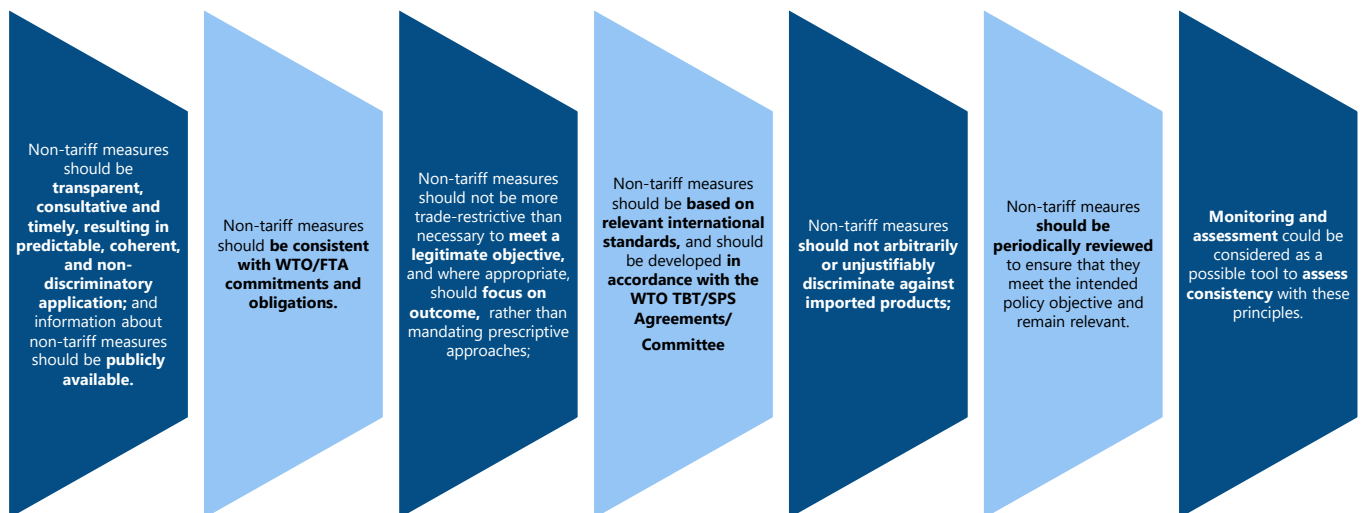 Non-tariff measures
should be
transparent,
consultative and
timely, resulting in
predictable, coherent,
and non-
discriminatory
application; and
information about
non-tariff measures
should be publicly
available.
Non-tariff measures
should be consistent
with WTO/FTA
commitments and
obligations.
Non-tariff measures
should not be more
trade-restrictive than
necessary to meet a
legitimate objective,
and where appropriate,
should focus on
outcome, rather than
mandating prescriptive
approaches;
Non-tariff measures
should be based on
relevant international
standards, and should
be developed in
accordance with the
WTO TBT/SPS
Agreements/
Committee
Non-tariff measures
should not arbitrarily
or unjustifiably
discriminate against
imported products;
Non-tariff meaures
should be
periodically reviewed
to ensure that they
meet the intended
policy objective and
remain relevant.
Monitoring and
assessment could be
considered as a
possible tool to assess
consistency with these
principles.